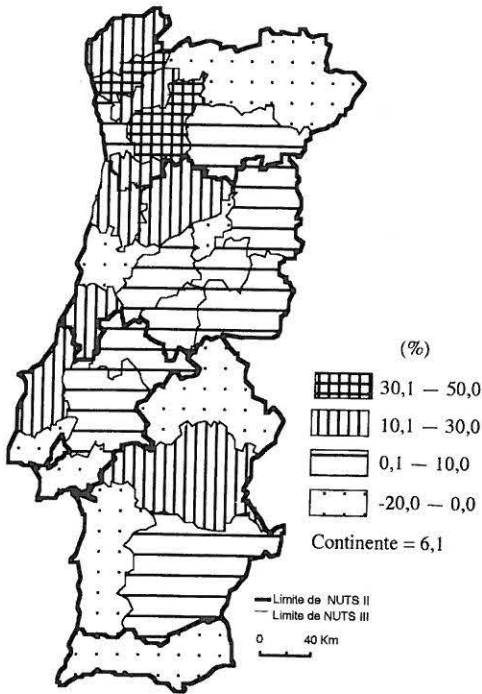 (%)
30,1 — 50,0
10,1 — 30,0
0,1 — 10,0
-20,0 — 0,0
Continente = 6,1
Limite de NUTS II
Limite de NUTS III
0 40 Km